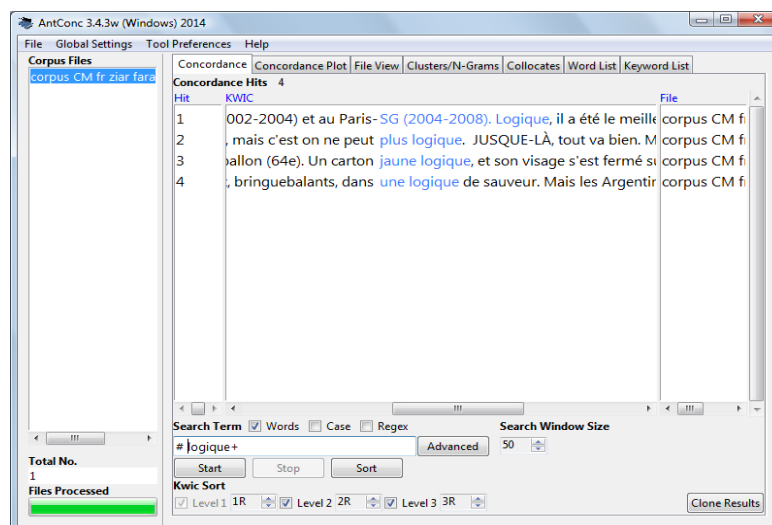 AntConc 3.4.3w (Windows) 2014
File Global Settings Tool Preferences Help
Corpus Files
corpus CM fr ziar fara
Concordance Concordance Plot File View Clusters/N-Grams Collocates Word List Keyword List
Concordance Hits 4
Hit KWIC File
1 002-2004) et au Paris-SG (2004-2008). Logique, il a été le meille corpus CM f
2 , mais c'est on ne peut plus logique. JUSQUE-LÀ, tout va bien. M corpus CM f
3 allon (64e). Un carton jaune logique, et son visage s'est fermé su corpus CM f
4 , bringuebalants, dans une logique de sauveur. Mais les Argentin corpus CM f
Search Term Words Case Regex Search Window Size
# logique+ Advanced 50
Total No.
1
Files Processed
Start Stop Sort
Kwic Sort
Level 1 1R Level 2 2R Level 3 3R Clone Results